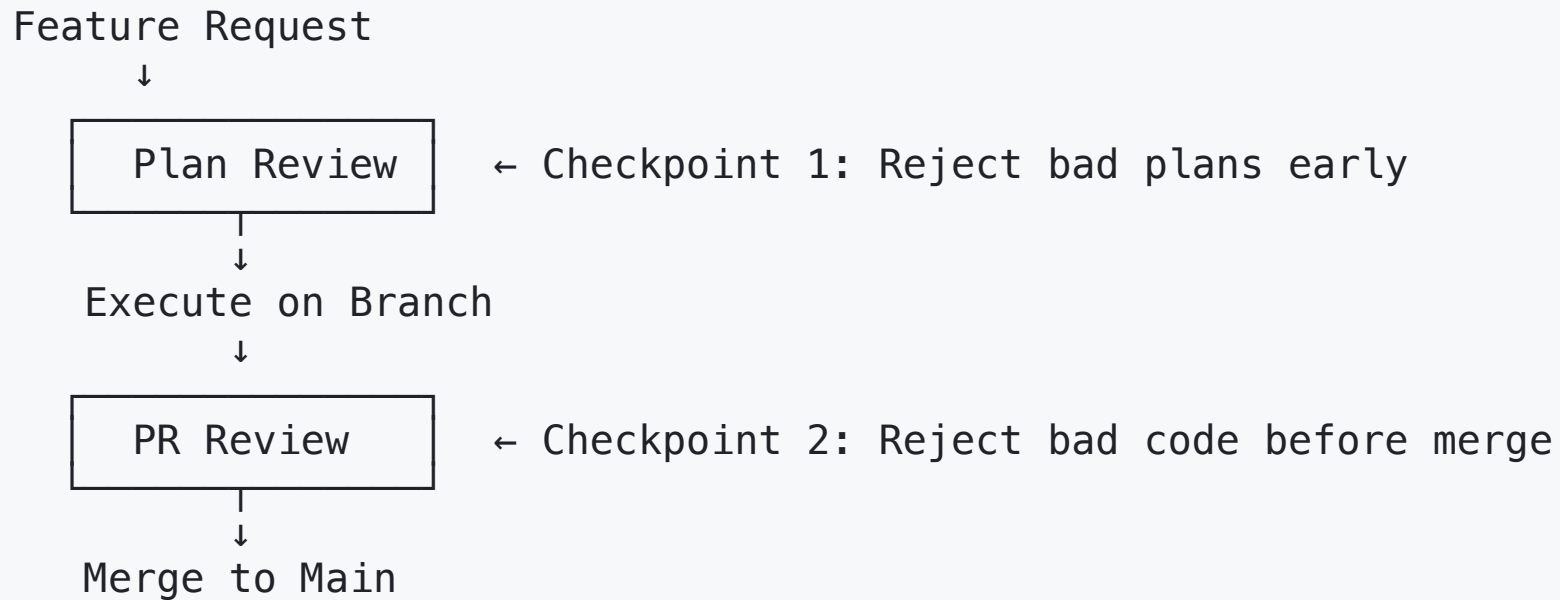 Feature Request
↓
Plan Review ← Checkpoint 1: Reject bad plans early
↓
Execute on Branch
↓
PR Review ← Checkpoint 2: Reject bad code before merge
↓
Merge to Main